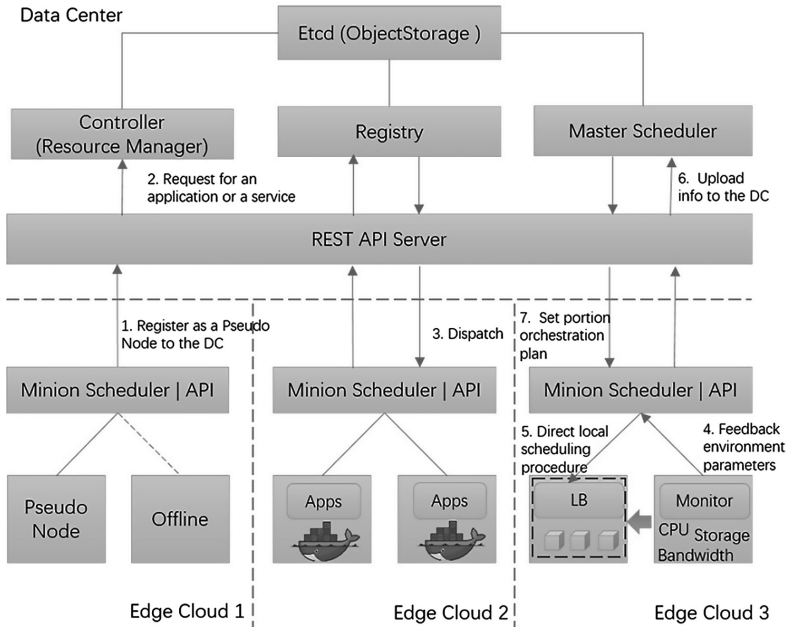 Data Center
Etcd (ObjectStorage )
Controller
(Resource Manager)
Registry
Master Scheduler
2. Request for an
application or a service
6. Upload
info to the DC
REST API Server
1. Register as a Pseudo
Node to the DC
3. Dispatch
7. Set portion
orchestration
plan
Minion Scheduler | API
Minion Scheduler | API
Minion Scheduler | API
5. Direct local
scheduling
procedure
4. Feedback
environment
parameters
Pseudo
Node
Offline
Apps
Apps
LB
Monitor
CPU Storage
Bandwidth
Edge Cloud 1
Edge Cloud 2
Edge Cloud 3